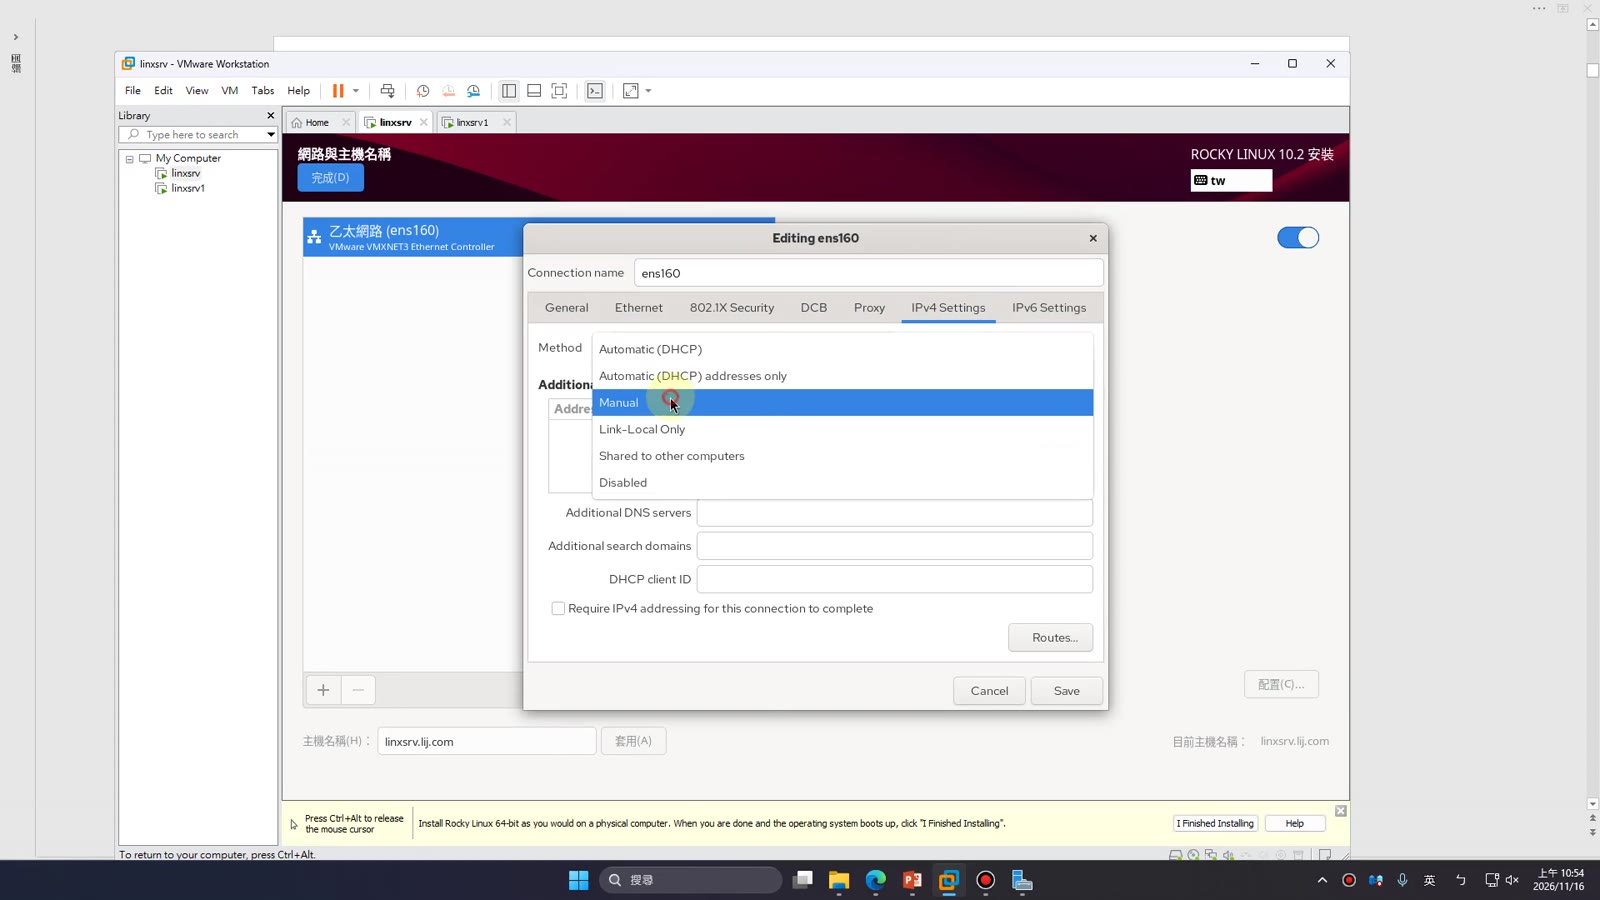 linxsrv - VMware Workstation
File Edit View VM Tabs Help
Library
Type here to search
My Computer
linxsrv
linxsrv1
Home
linxsrv
linxsrv1
網路與主機名稱
完成(D)
ROCKY LINUX 10.2 安裝
tw
乙太網路 (ens160)
VMware VMXNET3 Ethernet Controller
Editing ens160
Connection name ens160
General Ethernet 802.1X Security DCB Proxy IPv4 Settings IPv6 Settings
Method
Automatic (DHCP)
Automatic (DHCP) addresses only
Manual
Link-Local Only
Shared to other computers
Disabled
Additional DNS servers
Additional search domains
DHCP client ID
Require IPv4 addressing for this connection to complete
Routes...
Cancel Save
配置(C)...
主機名稱(H)： linxsrv.lij.com 套用(A)
目前主機名稱： linxsrv.lij.com
Press Ctrl+Alt to release
the mouse cursor
Install Rocky Linux 64-bit as you would on a physical computer. When you are done and the operating system boots up, click "I Finished Installing".
I Finished Installing Help
To return to your computer, press Ctrl+Alt.
搜尋
英
ㄅ
上午 10:54
2026/11/16